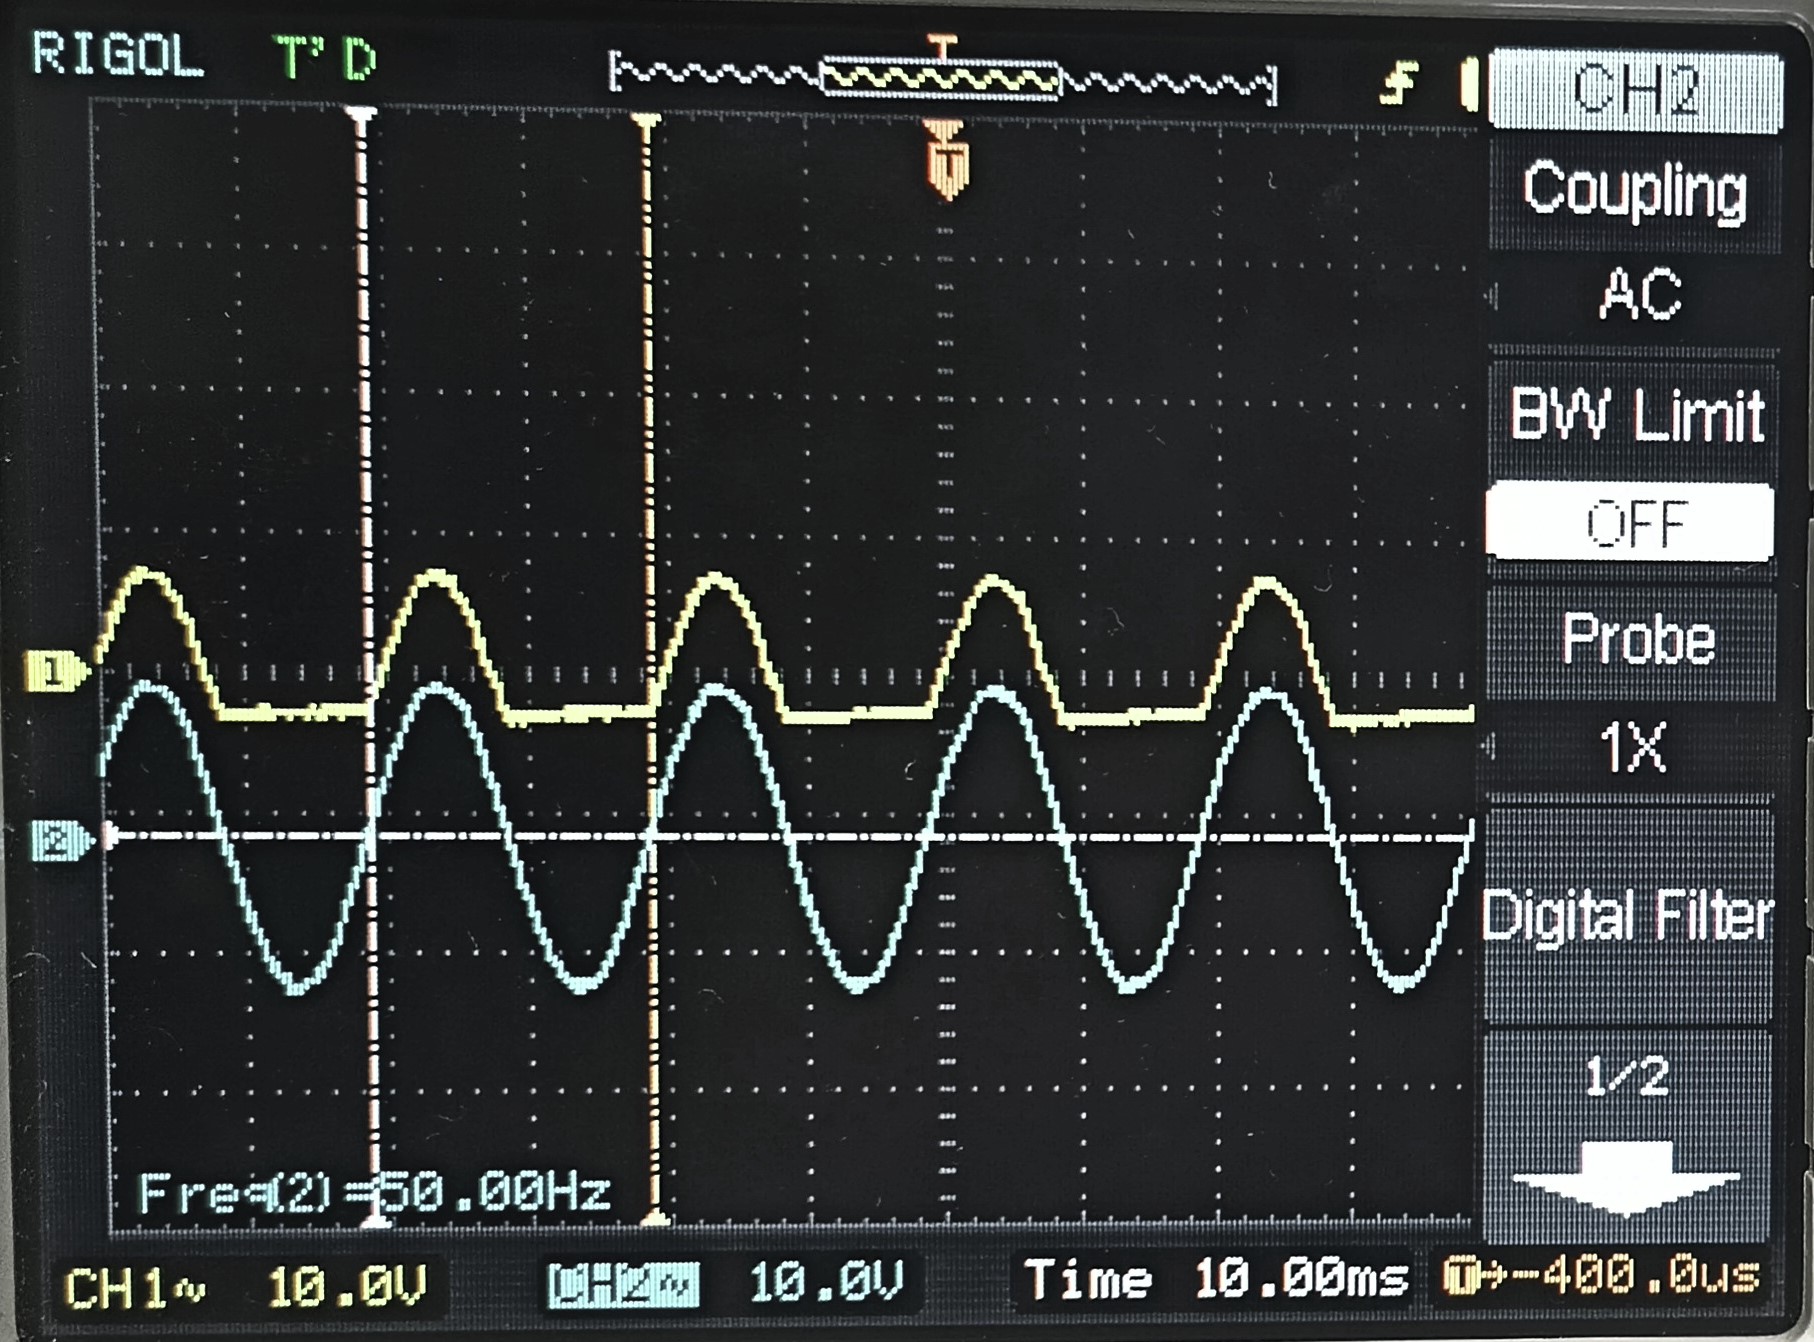 RIGOL T'D T
T
CH2
Coupling
AC
BW Limit
OFF
Probe
1X
Digital Filter
1/2
1
2
Freq(2)=50.00Hz
CH1~ 10.0V CH2~ 10.0V Time 10.00ms T→-400.0us